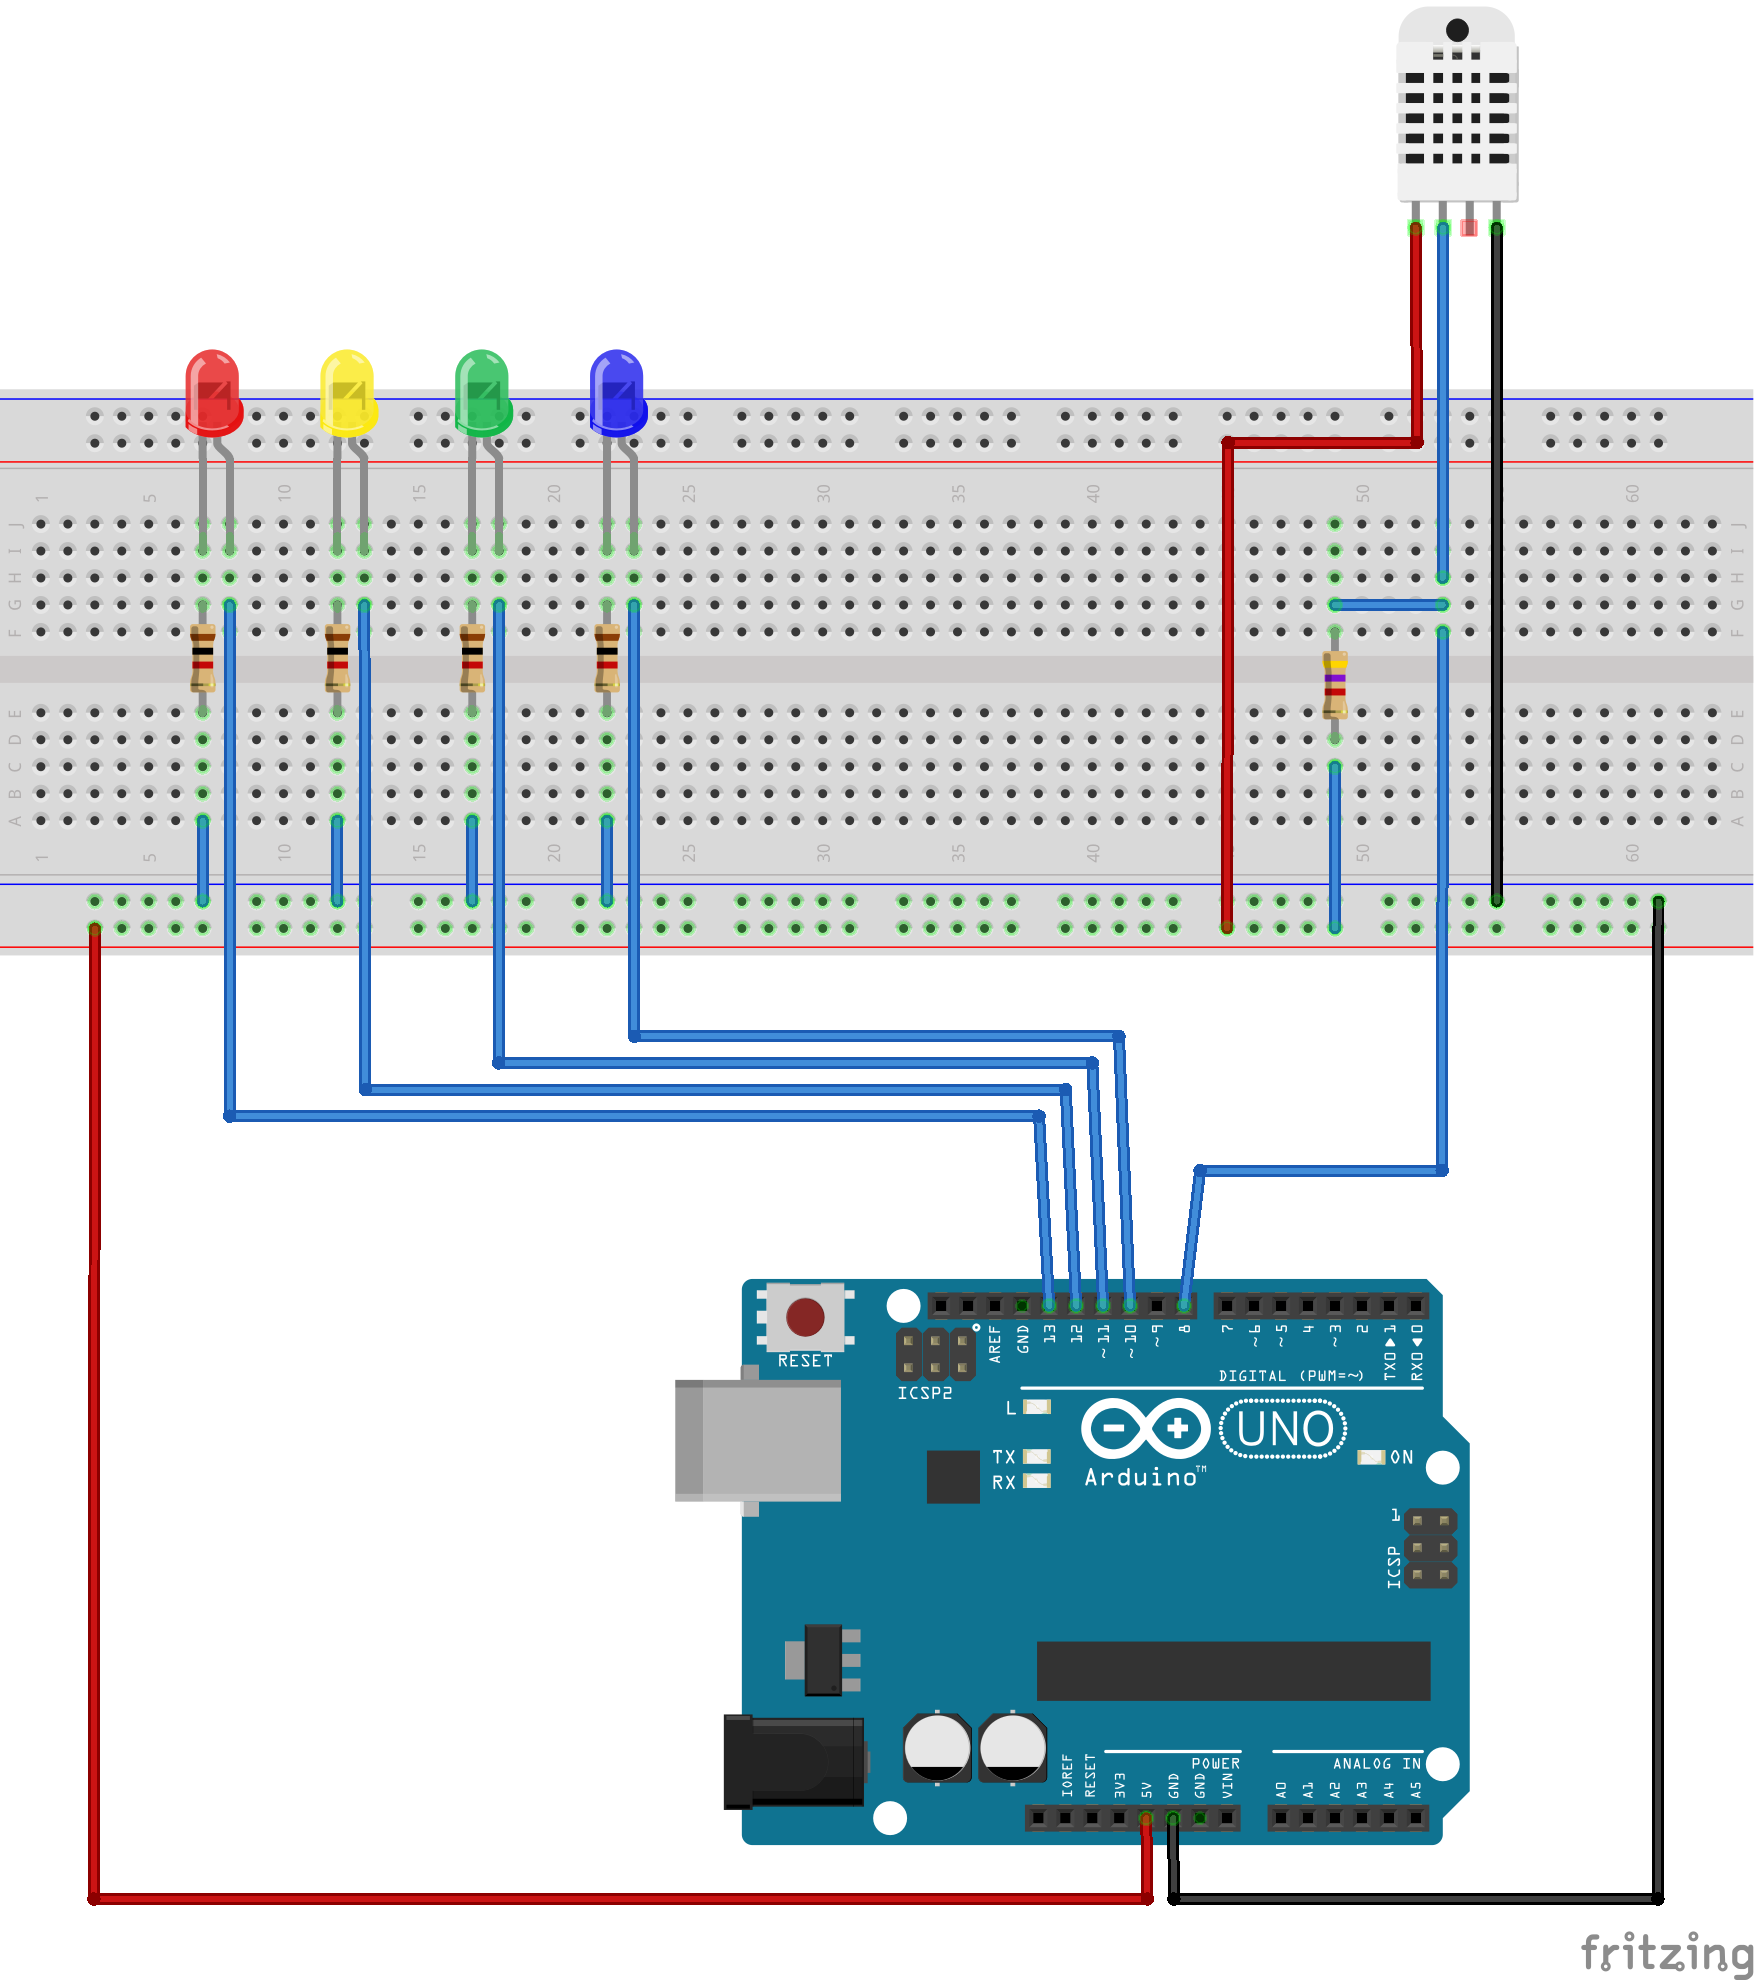 1 5 10 15 20 25 30 35 40 50 60
J J
I I
H H
G G
F F
E E
D D
C C
B B
A A
1 5 10 15 20 25 30 35 40 50 60
RESET
ICSP2
AREF GND 13 12 ~11 ~10 ~9 8 7 ~6 ~5 4 ~3 2 TX0▶1 RX0◀0
DIGITAL (PWM=~)
L
TX
RX
UNO
Arduino™
ON
1
ICSP
POWER
ANALOG IN
IOREF RESET 3V3 5V GND GND VIN A0 A1 A2 A3 A4 A5
fritzing